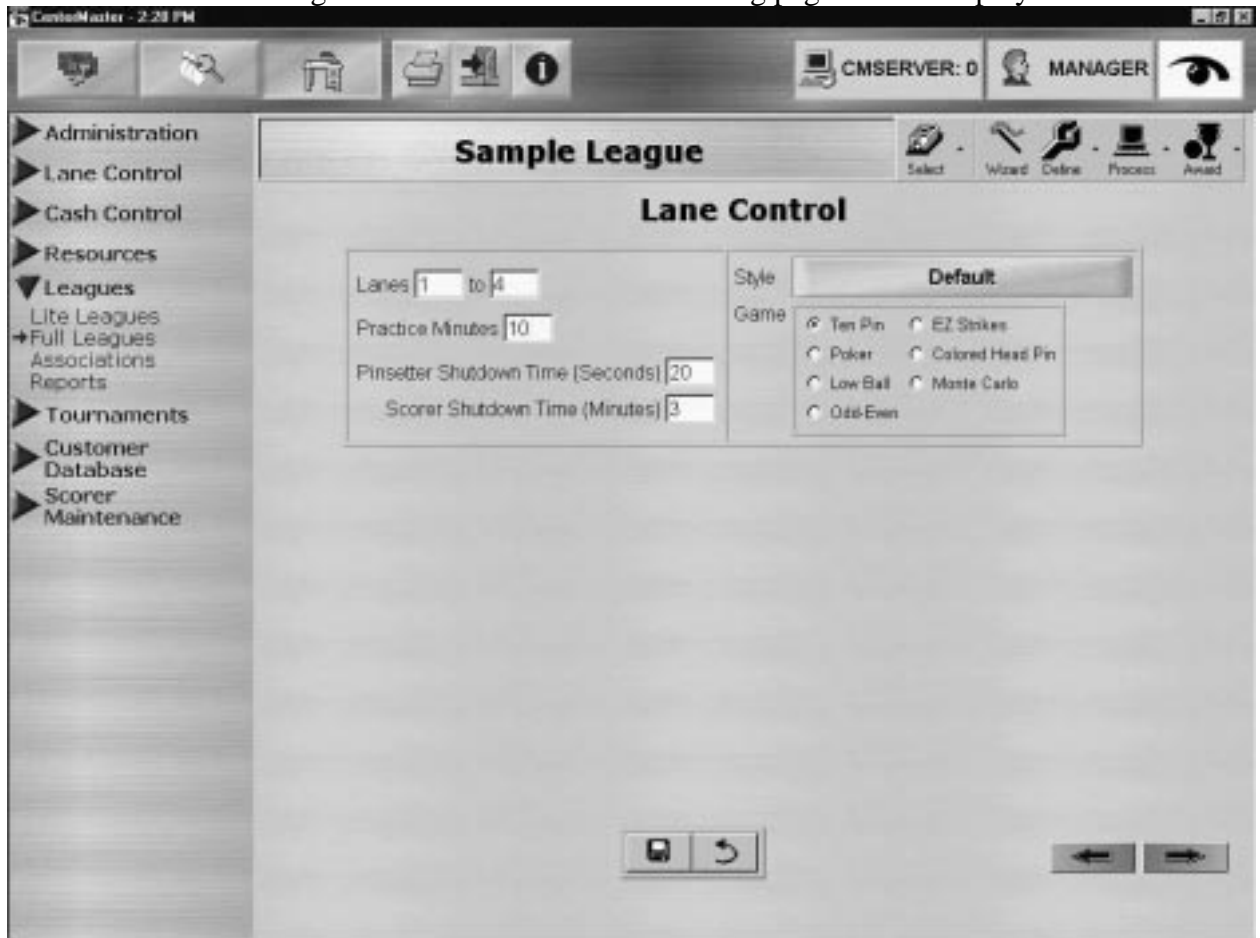 CenterMaster - 2:28 PM
CMSERVER: 0
MANAGER
Administration
Lane Control
Cash Control
Resources
Leagues
Lite Leagues
Full Leagues
Associations
Reports
Tournaments
Customer
Database
Scorer
Maintenance
Sample League
Select
Wizard
Define
Process
Award
Lane Control
Lanes 1 to 4
Practice Minutes 10
Pinsetter Shutdown Time (Seconds) 20
Scorer Shutdown Time (Minutes) 3
Style Default
Game
Ten Pin EZ Strikes
Poker Colored Head Pin
Low Ball Monte Carlo
Odd-Even